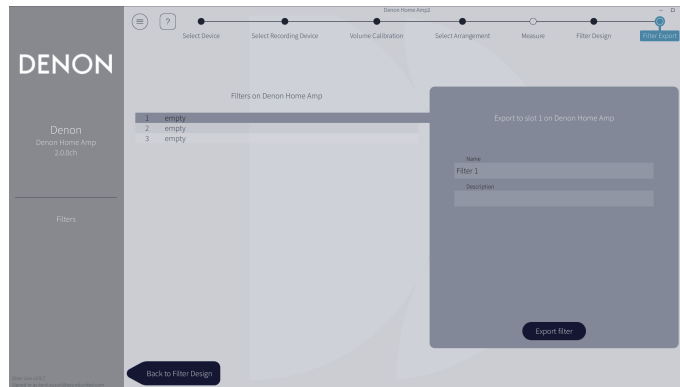 Denon Home Amp2
?
Select Device
Select Recording Device
Volume Calibration
Select Arrangement
Measure
Filter Design
Filter Export
DENON
Denon
Denon Home Amp
2.0.0ch
Filters
Filters on Denon Home Amp
1 empty
2 empty
3 empty
Export to slot 1 on Denon Home Amp
Name
Filter 1
Description
Export filter
Back to Filter Design